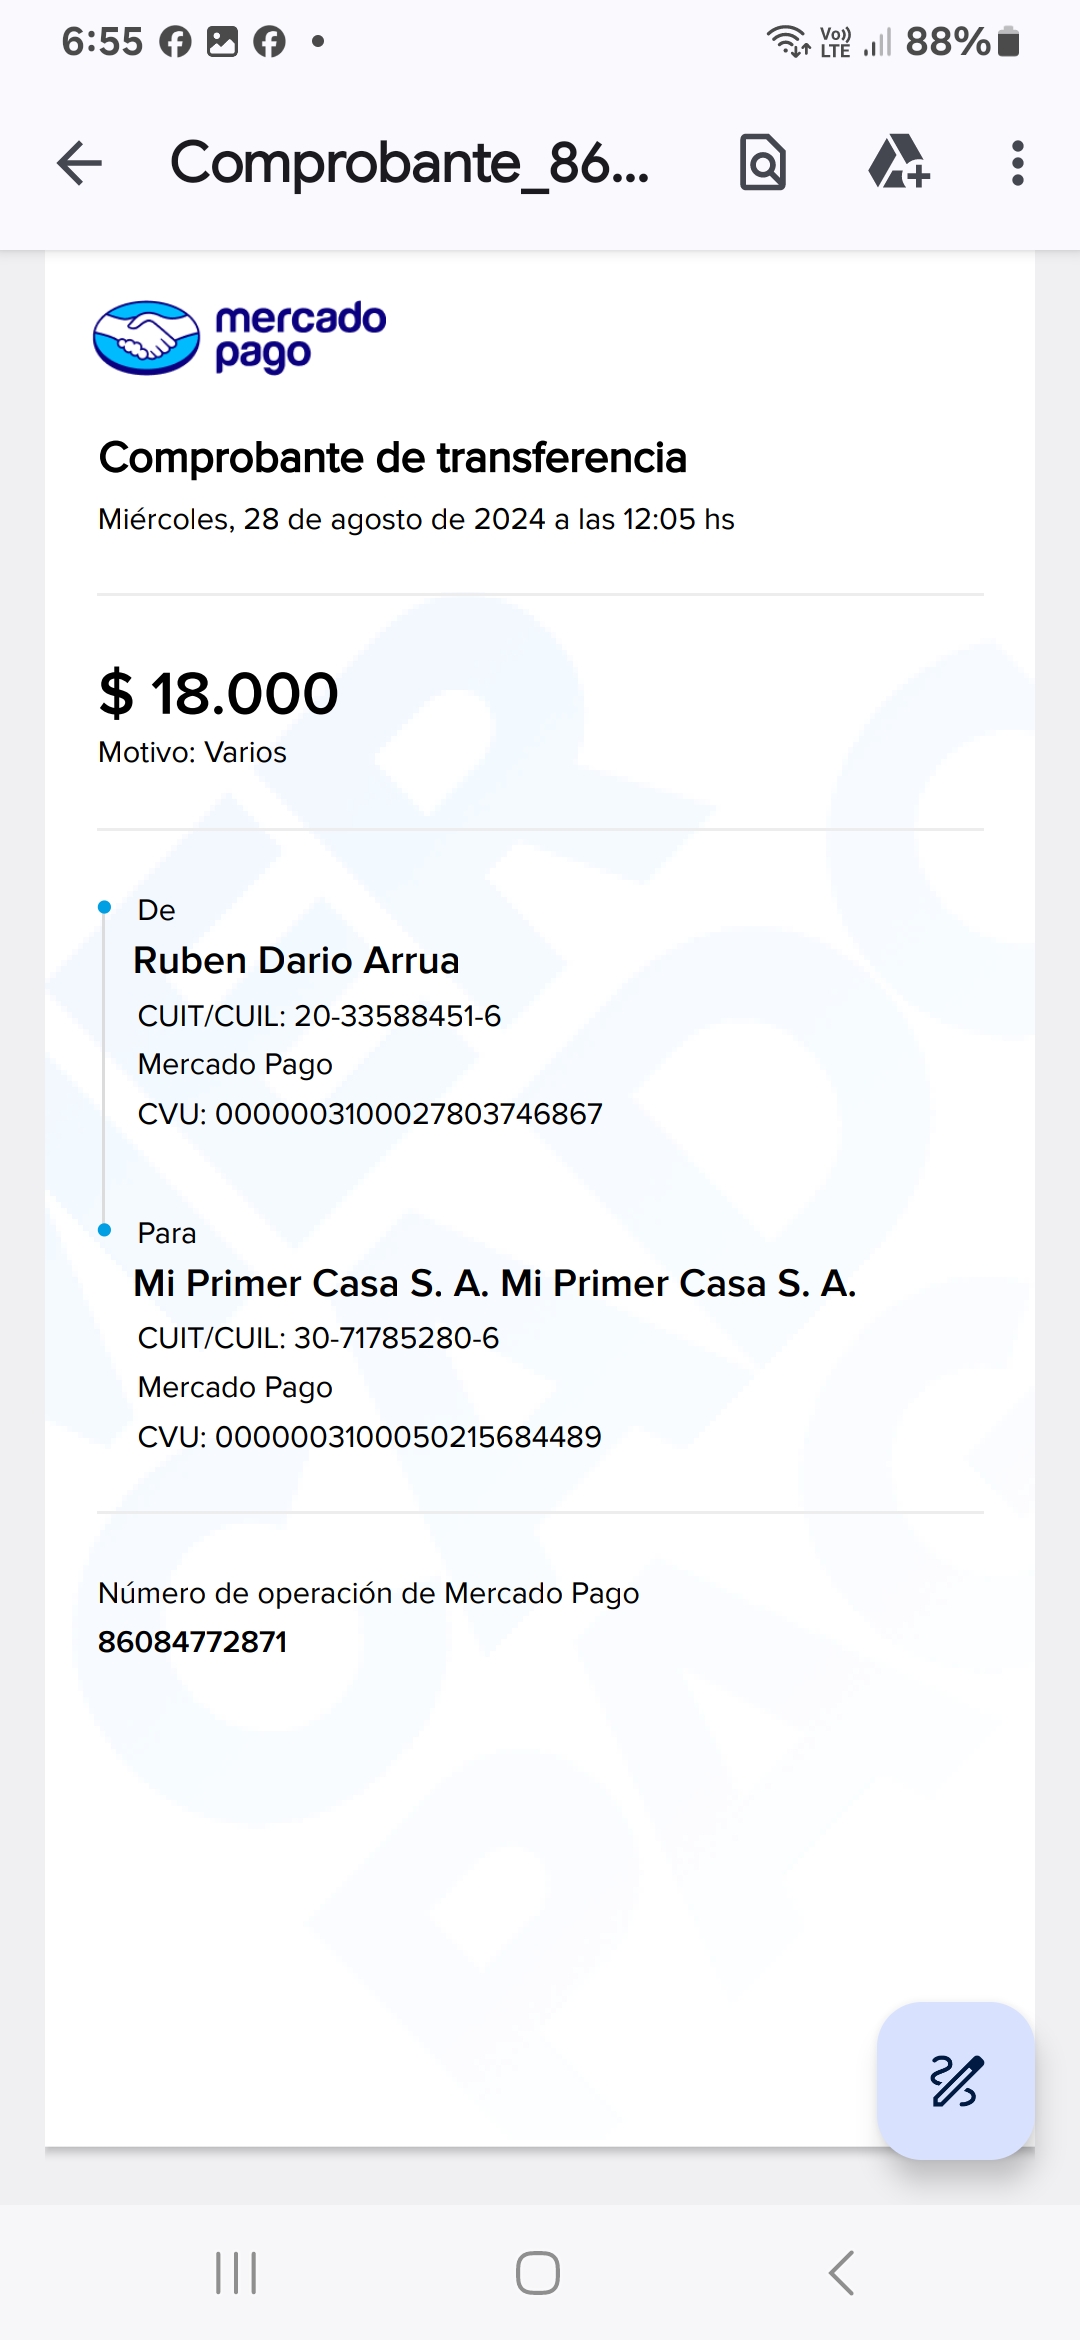 6:55
Vo)) LTE 88%
Comprobante_86...
mercado
pago
Comprobante de transferencia
Miércoles, 28 de agosto de 2024 a las 12:05 hs
$ 18.000
Motivo: Varios
De
Ruben Dario Arrua
CUIT/CUIL: 20-33588451-6
Mercado Pago
CVU: 0000003100027803746867
Para
Mi Primer Casa S. A. Mi Primer Casa S. A.
CUIT/CUIL: 30-71785280-6
Mercado Pago
CVU: 0000003100050215684489
Número de operación de Mercado Pago
86084772871